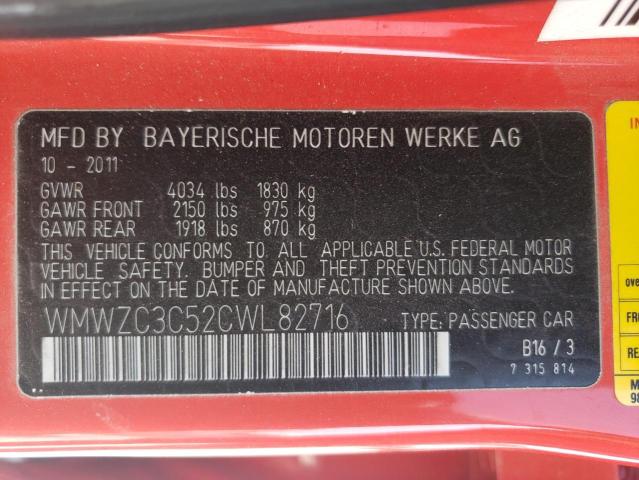 MFD BY BAYERISCHE MOTOREN WERKE AG
10 - 2011
GVWR 4034 lbs 1830 kg
GAWR FRONT 2150 lbs 975 kg
GAWR REAR 1918 lbs 870 kg
THIS VEHICLE CONFORMS TO ALL APPLICABLE U.S. FEDERAL MOTOR
VEHICLE SAFETY, BUMPER AND THEFT PREVENTION STANDARDS
IN EFFECT ON THE DATE OF MANUFACTURE SHOWN ABOVE.
WMWZC3C52CWL82716 TYPE: PASSENGER CAR
B16 / 3
7 315 814